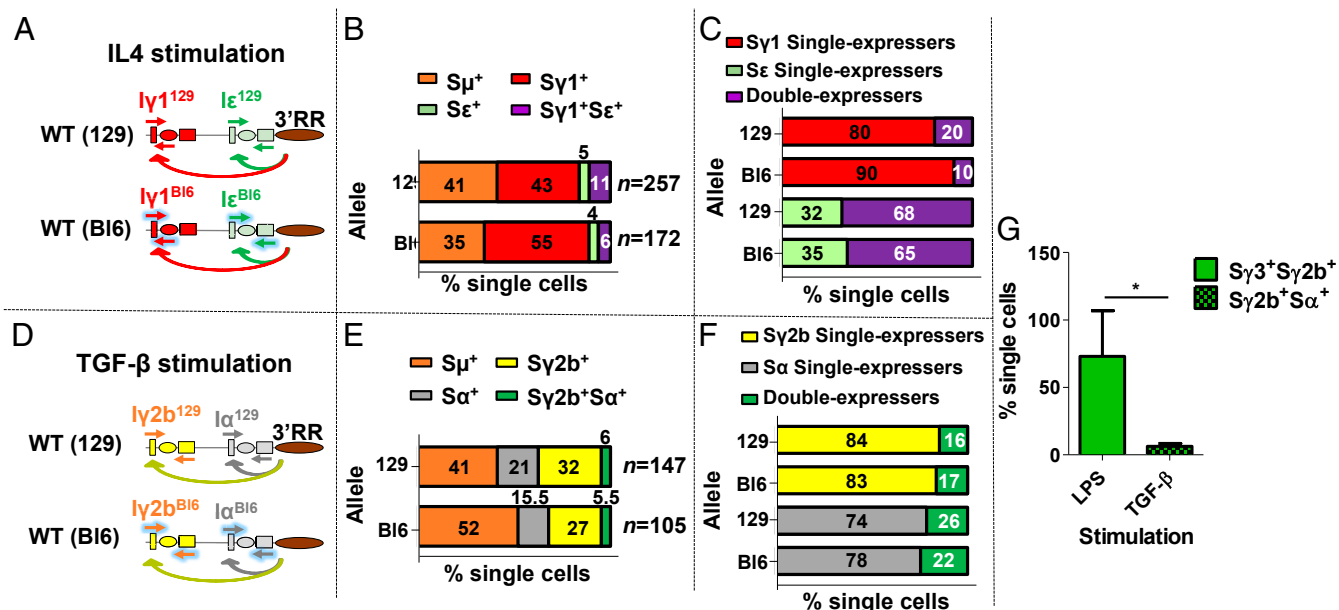 A
IL4 stimulation
Iγ1¹²⁹
Iε¹²⁹
3'RR
WT (129)
Iγ1ᴮˡ⁶
Iεᴮˡ⁶
WT (Bl6)
B
Sμ⁺
Sγ1⁺
Sε⁺
Sγ1⁺Sε⁺
Allele
5
41
43
11
n=257
4
35
55
6
n=172
% single cells
C
Sγ1 Single-expressers
Sε Single-expressers
Double-expressers
Allele
129
80
20
Bl6
90
10
129
32
68
Bl6
35
65
% single cells
D
TGF-β stimulation
Iγ2b¹²⁹
Iα¹²⁹
3'RR
WT (129)
Iγ2bᴮˡ⁶
Iαᴮˡ⁶
WT (Bl6)
E
Sμ⁺
Sγ2b⁺
Sα⁺
Sγ2b⁺Sα⁺
Allele
6
129
41
21
32
n=147
15.5
5.5
Bl6
52
27
n=105
% single cells
F
Sγ2b Single-expressers
Sα Single-expressers
Double-expressers
Allele
129
84
16
Bl6
83
17
129
74
26
Bl6
78
22
% single cells
G
% single cells
150
100
50
0
*
LPS
TGF-β
Stimulation
Sγ3⁺Sγ2b⁺
Sγ2b⁺Sα⁺